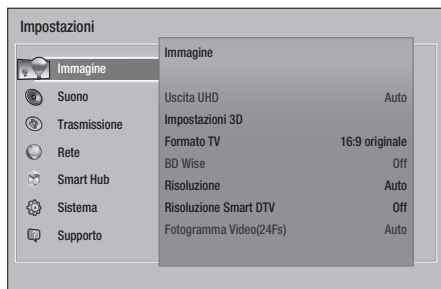 Impostazioni
Immagine
Suono
Trasmissione
Rete
Smart Hub
Sistema
Supporto
Immagine
Uscita UHD Auto
Impostazioni 3D
Formato TV 16:9 originale
BD Wise Off
Risoluzione Auto
Risoluzione Smart DTV Off
Fotogramma Video(24Fs) Auto